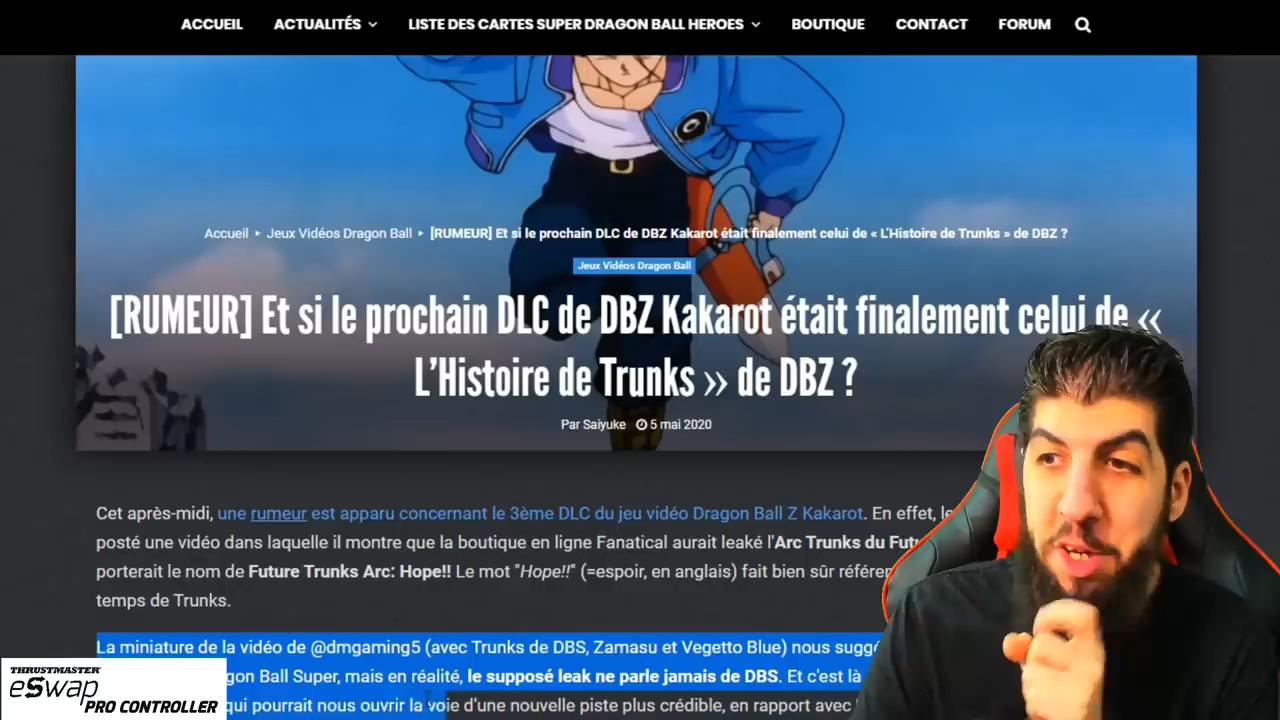 ACCUEIL ACTUALITÉS LISTE DES CARTES SUPER DRAGON BALL HEROES BOUTIQUE CONTACT FORUM
Accueil ▸ Jeux Vidéos Dragon Ball ▸ [RUMEUR] Et si le prochain DLC de DBZ Kakarot était finalement celui de « L'Histoire de Trunks » de DBZ ?
Jeux Vidéos Dragon Ball
[RUMEUR] Et si le prochain DLC de DBZ Kakarot était finalement celui de «
L'Histoire de Trunks » de DBZ ?
Par Saiyuke 5 mai 2020
Cet après-midi, une rumeur est apparu concernant le 3ème DLC du jeu vidéo Dragon Ball Z Kakarot. En effet,
posté une vidéo dans laquelle il montre que la boutique en ligne Fanatical aurait leaké l'Arc Trunks du
porterait le nom de Future Trunks Arc: Hope!! Le mot "Hope!!" (=espoir, en anglais) fait bien sûr
temps de Trunks.
La miniature de la vidéo de @dmgaming5 (avec Trunks de DBS, Zamasu et Vegetto Blue) nous
Ball Super, mais en réalité, le supposé leak ne parle jamais de DBS. Et c'est là
qui pourrait nous ouvrir la voie d'une nouvelle piste plus crédible, en rapport avec
THRUSTMASTER
eSwap
PRO CONTROLLER